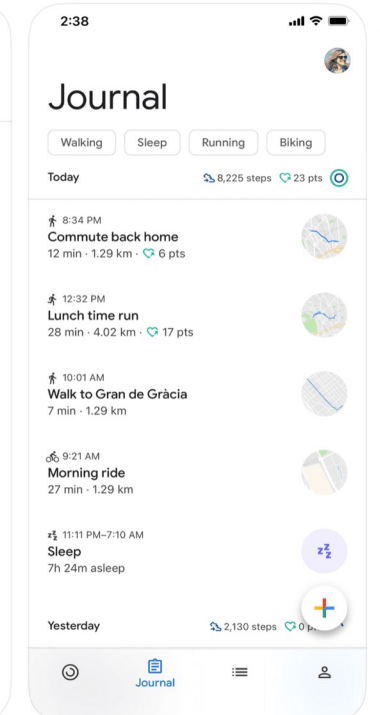 2:38
Journal
Walking Sleep Running Biking
Today 8,225 steps 23 pts
8:34 PM
Commute back home
12 min · 1.29 km · 6 pts
12:32 PM
Lunch time run
28 min · 4.02 km · 17 pts
10:01 AM
Walk to Gran de Gràcia
7 min · 1.29 km
9:21 AM
Morning ride
27 min · 1.29 km
11:11 PM–7:10 AM
Sleep
7h 24m asleep
Yesterday 2,130 steps 0
Journal